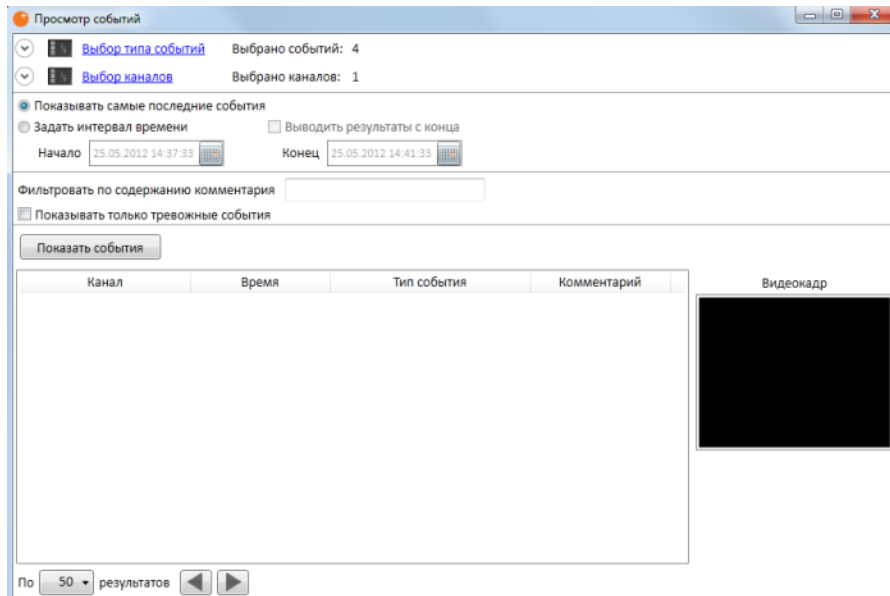 Просмотр событий
Выбор типа событий Выбрано событий: 4
Выбор каналов Выбрано каналов: 1
Показывать самые последние события
Задать интервал времени Выводить результаты с конца
Начало 25.05.2012 14:37:33 Конец 25.05.2012 14:41:33
Фильтровать по содержанию комментария
Показывать только тревожные события
Показать события
Канал Время Тип события Комментарий Видеокадр
По 50 результатов